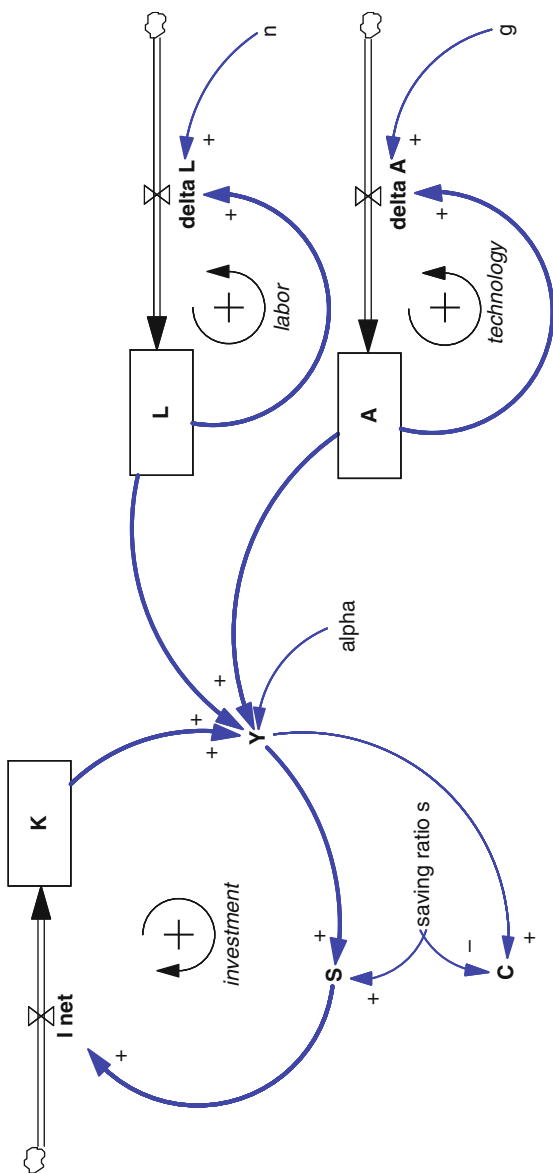 K
I net
+
L
+
investment
delta L
+
+
+
n
+
+
+
labor
Y
+
S
alpha
+
A
delta A
g
+
+
+
technology
saving ratio s
–
C
+